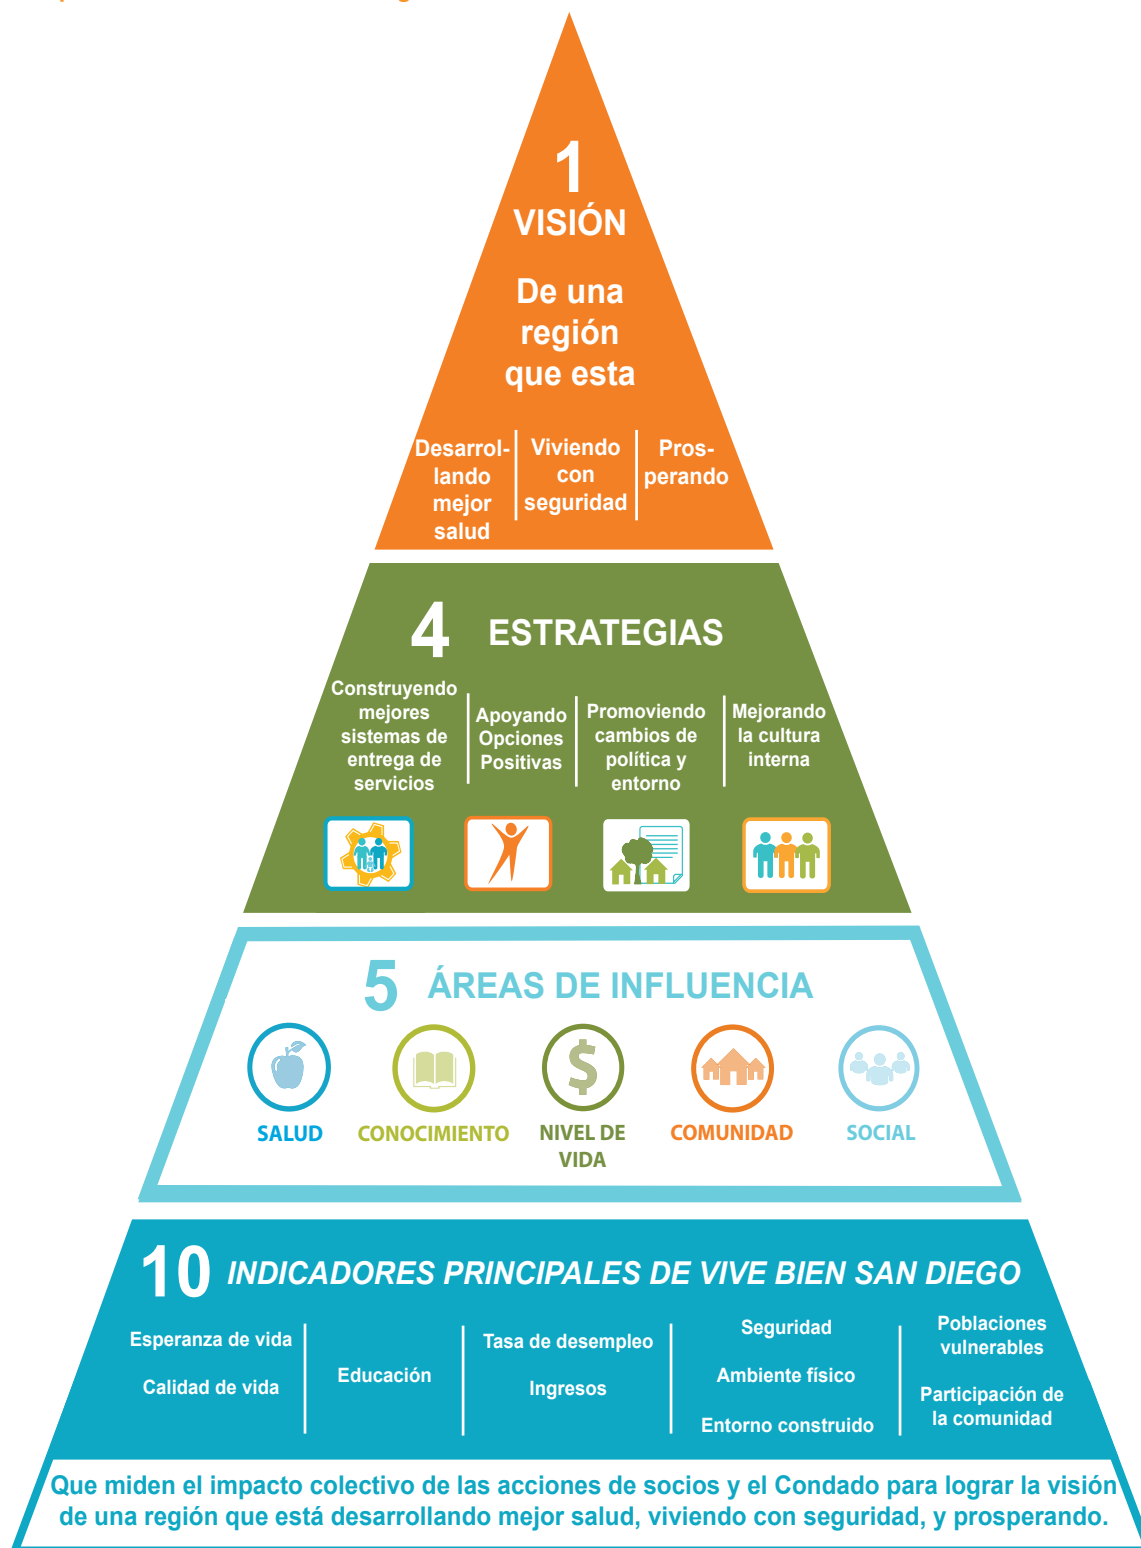 1
VISIÓN
De una
región
que esta
Desarrol-
lando
mejor
salud
Viviendo
con
seguridad
Pros-
perando
4 ESTRATEGIAS
Construyendo
mejores
sistemas de
entrega de
servicios
Apoyando
Opciones
Positivas
Promoviendo
cambios de
política y
entorno
Mejorando
la cultura
interna
5 ÁREAS DE INFLUENCIA
$
SALUD
CONOCIMIENTO
NIVEL DE
VIDA
COMUNIDAD
SOCIAL
10 INDICADORES PRINCIPALES DE VIVE BIEN SAN DIEGO
Esperanza de vida
Calidad de vida
Educación
Tasa de desempleo
Ingresos
Seguridad
Ambiente físico
Entorno construido
Poblaciones
vulnerables
Participación de
la comunidad
Que miden el impacto colectivo de las acciones de socios y el Condado para lograr la visión
de una región que está desarrollando mejor salud, viviendo con seguridad, y prosperando.